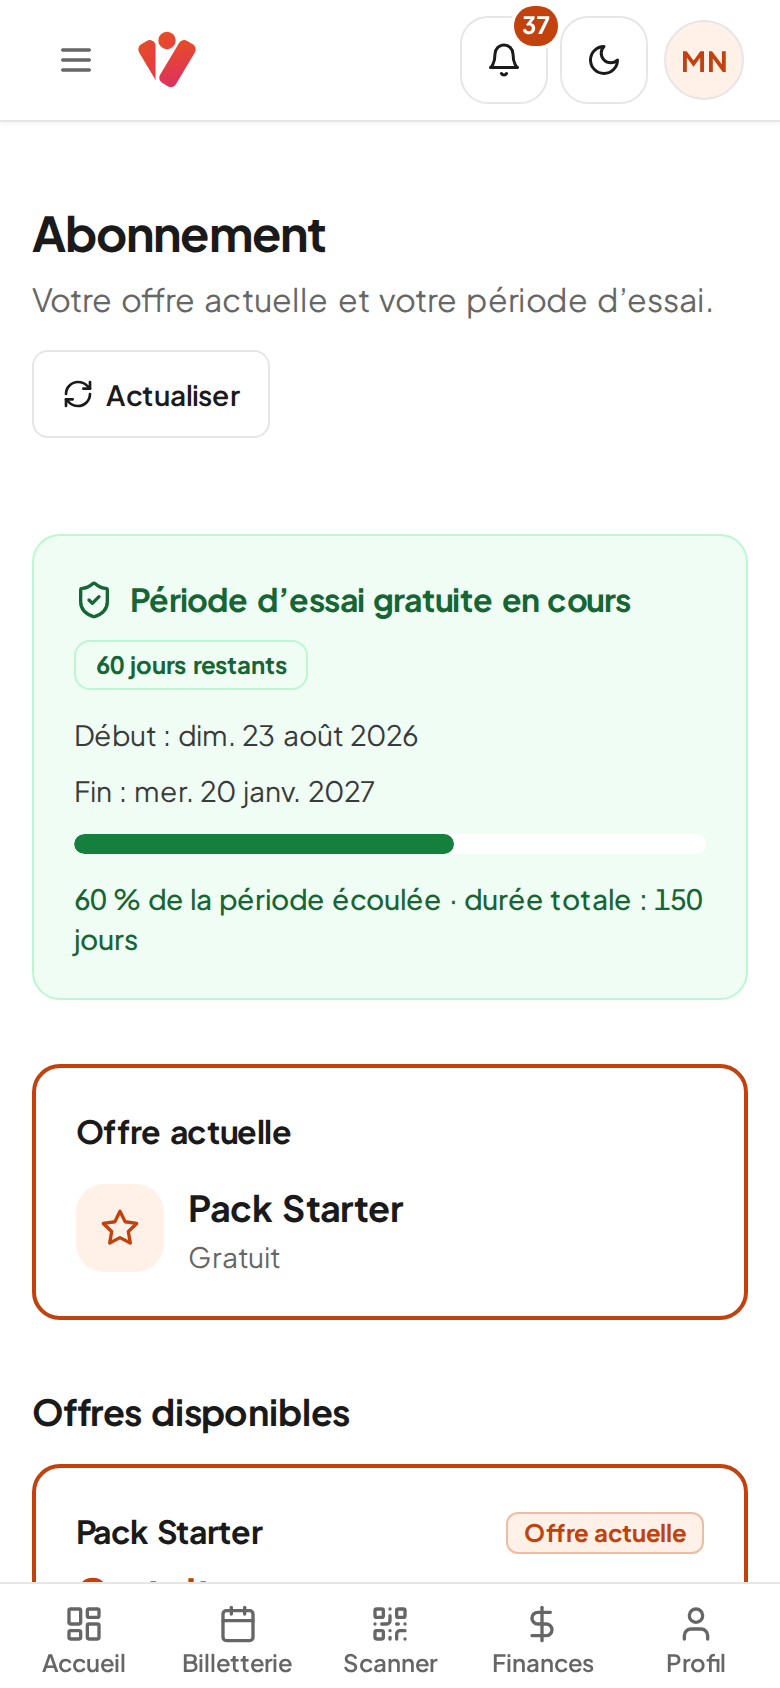 37
MN
Abonnement
Votre offre actuelle et votre période d’essai.
Actualiser
Période d’essai gratuite en cours
60 jours restants
Début : dim. 23 août 2026
Fin : mer. 20 janv. 2027
60 % de la période écoulée · durée totale : 150
jours
Offre actuelle
Pack Starter
Gratuit
Offres disponibles
Pack Starter
Offre actuelle
Accueil
Billetterie
Scanner
Finances
Profil